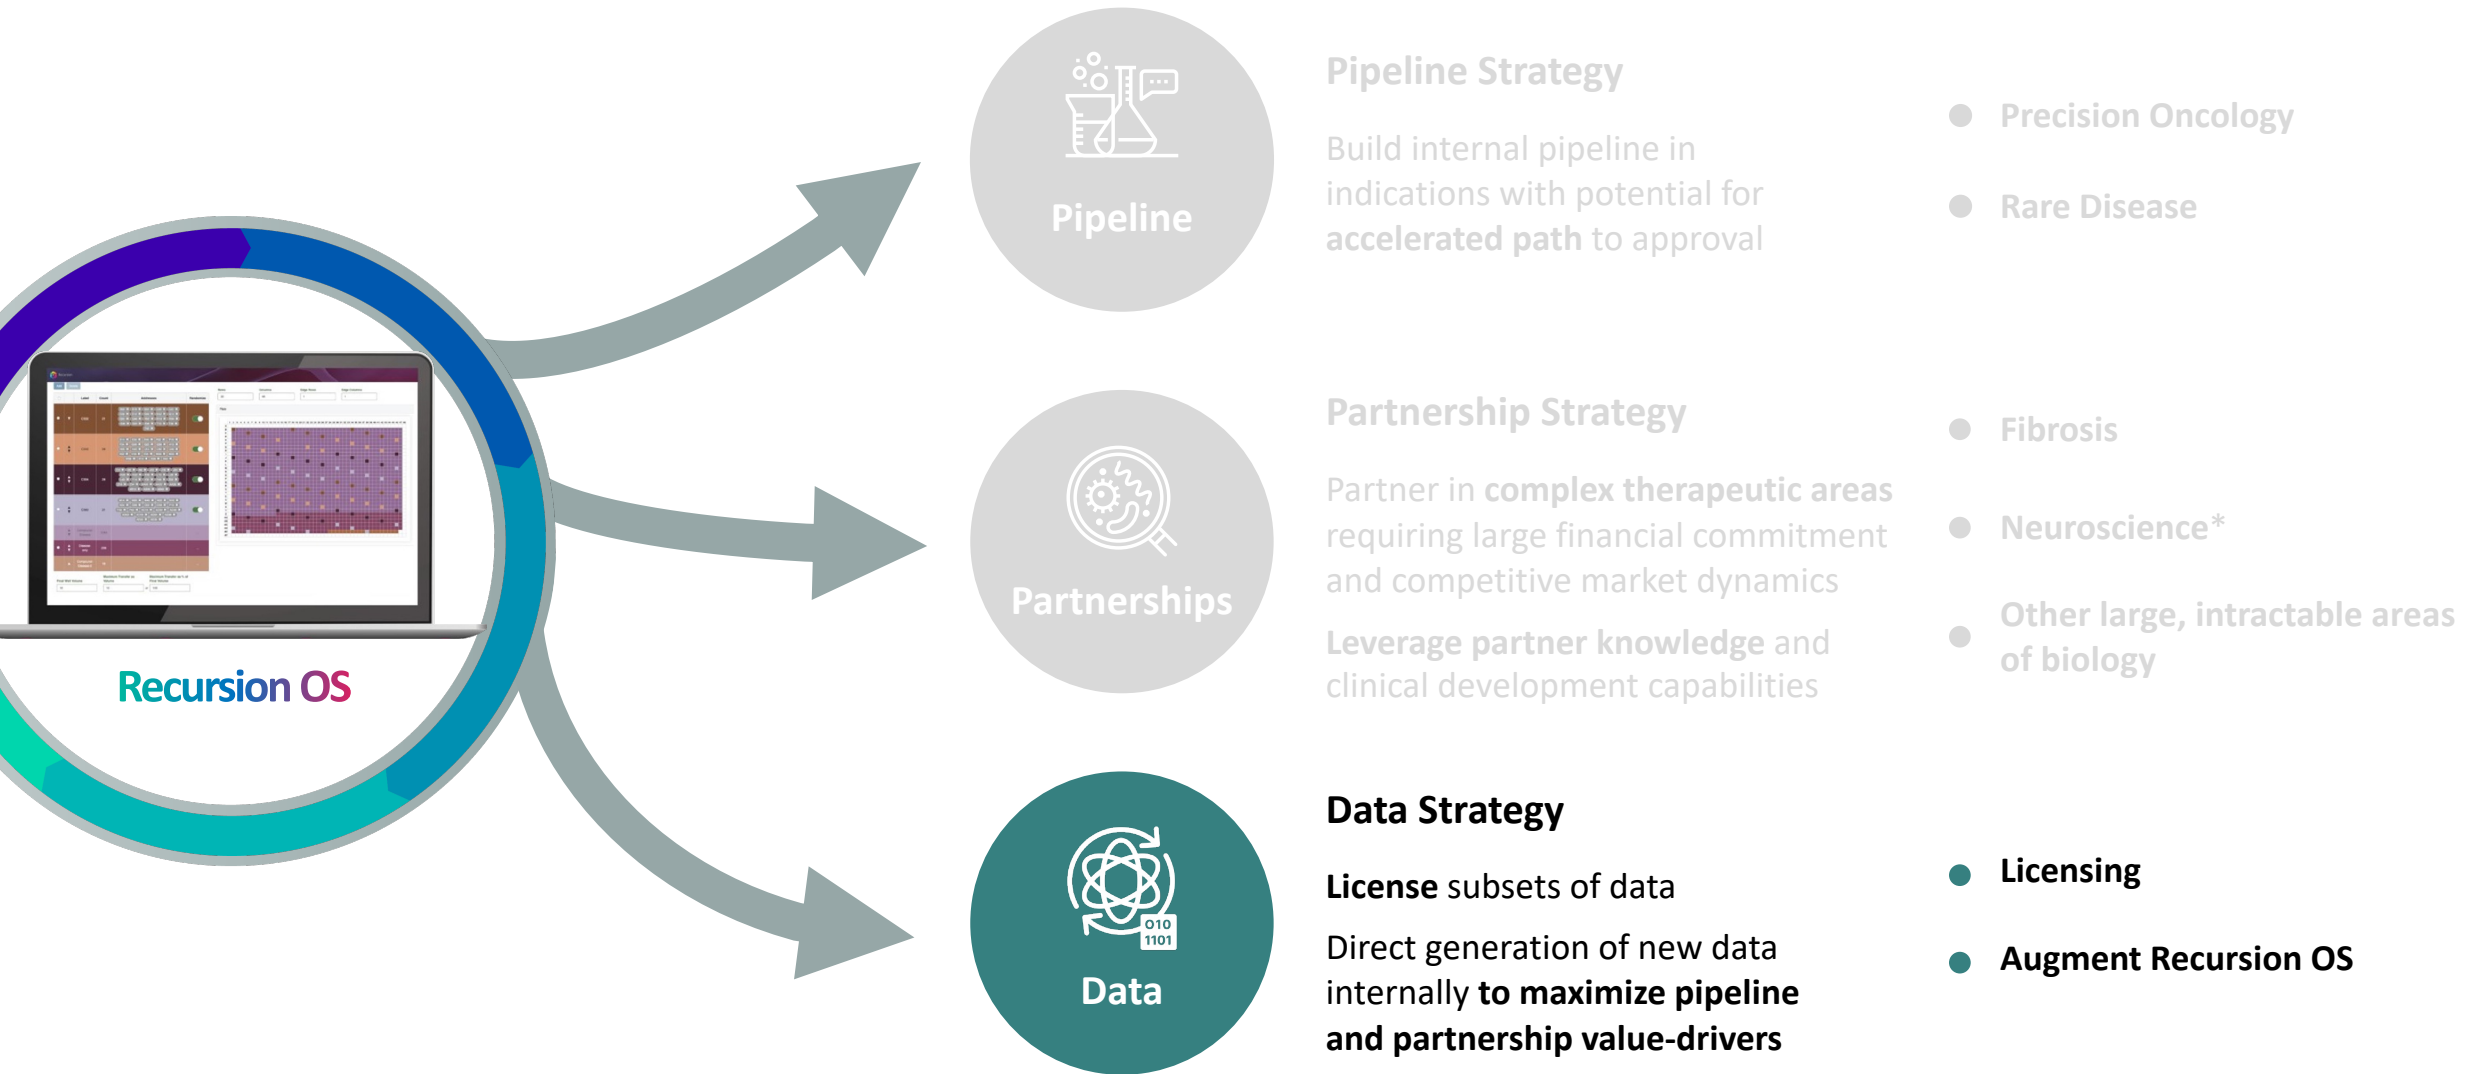 Pipeline
Pipeline Strategy
Build internal pipeline in
indications with potential for
accelerated path to approval
Precision Oncology
Rare Disease
Recursion OS
Partnerships
Partnership Strategy
Partner in complex therapeutic areas
requiring large financial commitment
and competitive market dynamics
Leverage partner knowledge and
clinical development capabilities
Fibrosis
Neuroscience*
Other large, intractable areas
of biology
010
1101
Data
Data Strategy
License subsets of data
Direct generation of new data
internally to maximize pipeline
and partnership value-drivers
Licensing
Augment Recursion OS